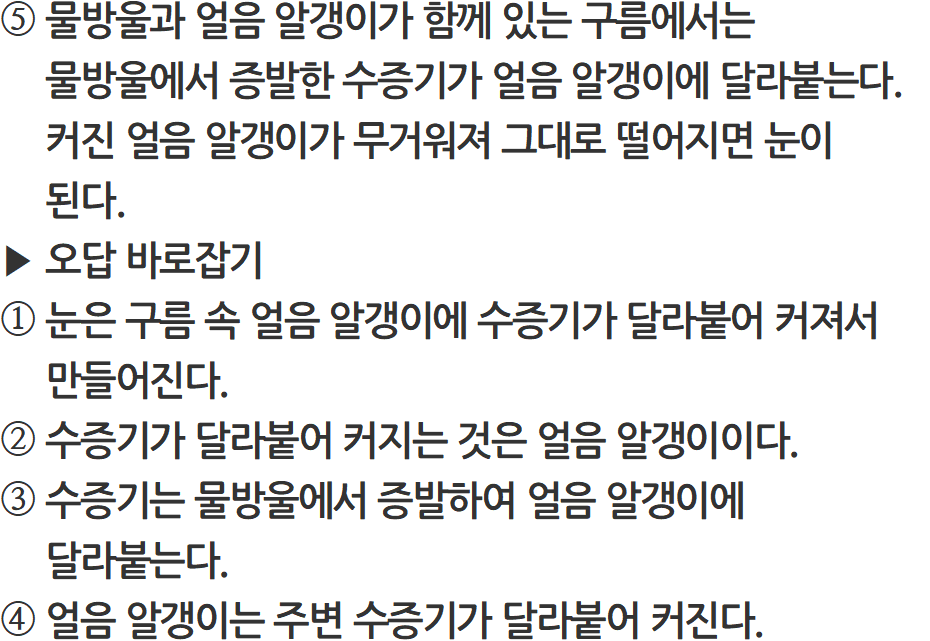 ⑤ 물방울과 얼음 알갱이가 함께 있는 구름에서는
물방울에서 증발한 수증기가 얼음 알갱이에 달라붙는다.
커진 얼음 알갱이가 무거워져 그대로 떨어지면 눈이
된다.
▶ 오답 바로잡기
① 눈은 구름 속 얼음 알갱이에 수증기가 달라붙어 커져서
만들어진다.
② 수증기가 달라붙어 커지는 것은 얼음 알갱이이다.
③ 수증기는 물방울에서 증발하여 얼음 알갱이에
달라붙는다.
④ 얼음 알갱이는 주변 수증기가 달라붙어 커진다.